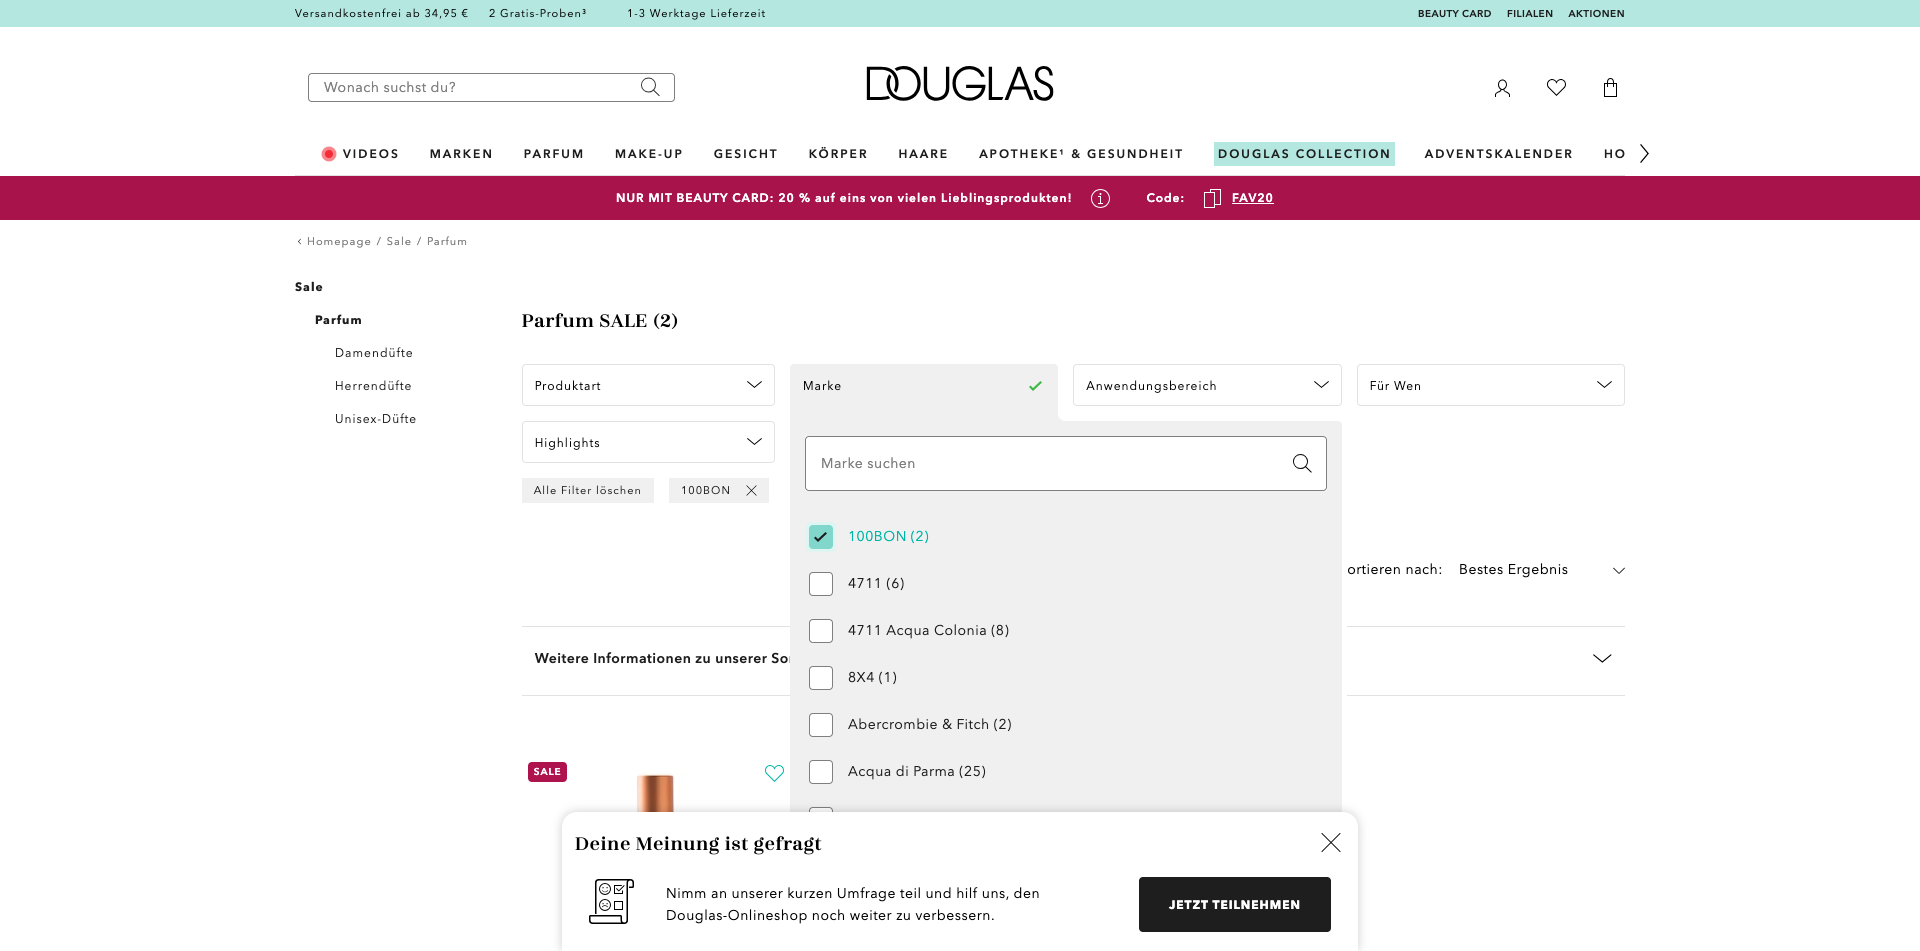 Versandkostenfrei ab 34,95 € 2 Gratis-Proben³ 1-3 Werktage Lieferzeit BEAUTY CARD FILIALEN AKTIONEN
Wonach suchst du?
DOUGLAS
VIDEOS MARKEN PARFUM MAKE-UP GESICHT KÖRPER HAARE APOTHEKE¹ & GESUNDHEIT DOUGLAS COLLECTION ADVENTSKALENDER HO
NUR MIT BEAUTY CARD: 20 % auf eins von vielen Lieblingsprodukten! Code: FAV20
Homepage / Sale / Parfum
Sale
Parfum
Damendüfte
Herrendüfte
Unisex-Düfte
Parfum SALE (2)
Produktart
Marke
Anwendungsbereich
Für Wen
Highlights
Alle Filter löschen
100BON
Marke suchen
100BON (2)
4711 (6)
4711 Acqua Colonia (8)
8X4 (1)
Abercrombie & Fitch (2)
Acqua di Parma (25)
ortieren nach: Bestes Ergebnis
Weitere Informationen zu unserer So
SALE
Deine Meinung ist gefragt
Nimm an unserer kurzen Umfrage teil und hilf uns, den
Douglas-Onlineshop noch weiter zu verbessern.
JETZT TEILNEHMEN